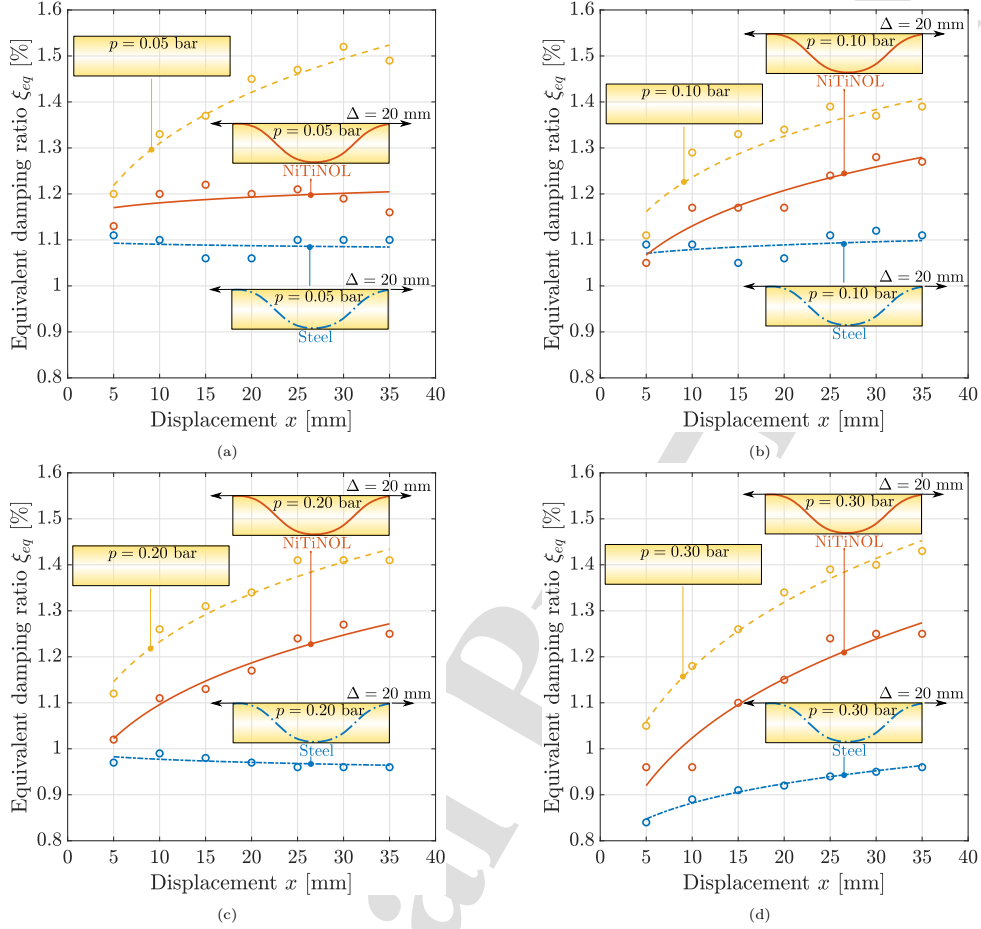 1.6
1.5
1.4
1.3
1.2
1.1
1
0.9
0.8
0 5 10 15 20 25 30 35 40
Equivalent damping ratio ξeq [%]
Displacement x [mm]
p = 0.05 bar
Δ = 20 mm
p = 0.05 bar
NiTiNOL
Δ = 20 mm
p = 0.05 bar
Steel
(a)
1.6
1.5
1.4
1.3
1.2
1.1
1
0.9
0.8
0 5 10 15 20 25 30 35 40
Equivalent damping ratio ξeq [%]
Displacement x [mm]
Δ = 20 mm
p = 0.10 bar
NiTiNOL
p = 0.10 bar
Δ = 20 mm
p = 0.10 bar
Steel
(b)
1.6
1.5
1.4
1.3
1.2
1.1
1
0.9
0.8
0 5 10 15 20 25 30 35 40
Equivalent damping ratio ξeq [%]
Displacement x [mm]
Δ = 20 mm
p = 0.20 bar
NiTiNOL
p = 0.20 bar
Δ = 20 mm
p = 0.20 bar
Steel
(c)
1.6
1.5
1.4
1.3
1.2
1.1
1
0.9
0.8
0 5 10 15 20 25 30 35 40
Equivalent damping ratio ξeq [%]
Displacement x [mm]
Δ = 20 mm
p = 0.30 bar
NiTiNOL
p = 0.30 bar
Δ = 20 mm
p = 0.30 bar
Steel
(d)